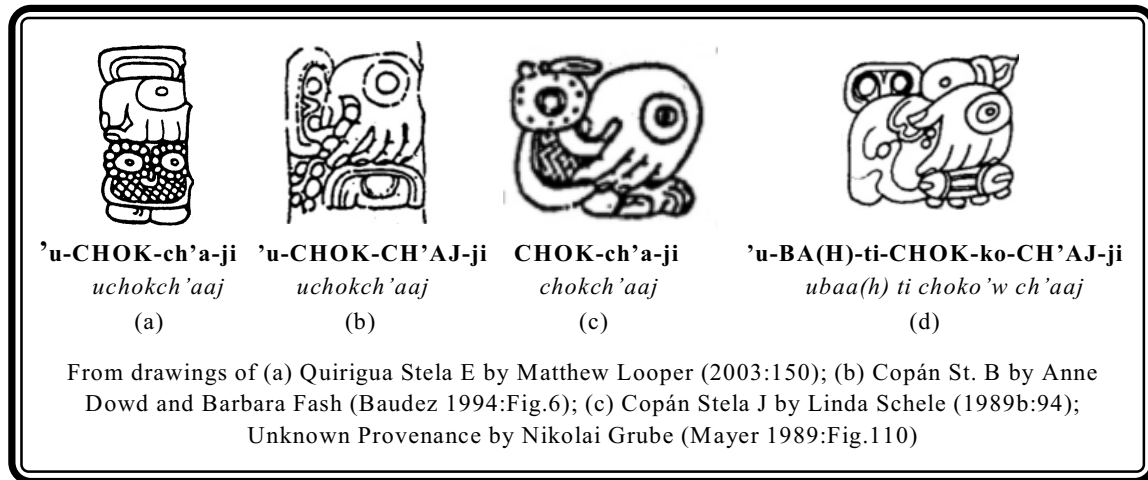 ’u-CHOK-ch’a-ji ’u-CHOK-CH’AJ-ji CHOK-ch’a-ji ’u-BA(H)-ti-CHOK-ko-CH’AJ-ji
uchokch’aaj uchokch’aaj chokch’aaj ubaa(h) ti choko’w ch’aaj
(a) (b) (c) (d)
From drawings of (a) Quirigua Stela E by Matthew Looper (2003:150); (b) Copán St. B by Anne
Dowd and Barbara Fash (Baudez 1994:Fig.6); (c) Copán Stela J by Linda Schele (1989b:94);
Unknown Provenance by Nikolai Grube (Mayer 1989:Fig.110)